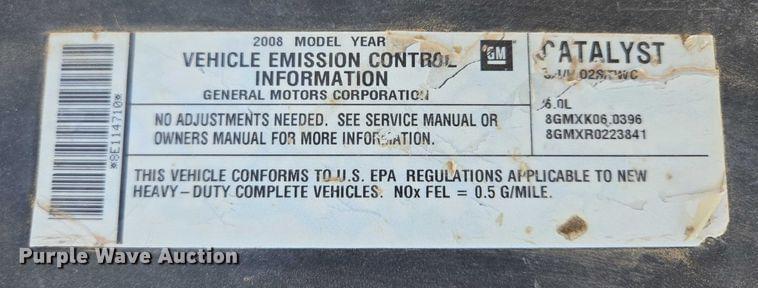 *8E114710*
2008 MODEL YEAR
VEHICLE EMISSION CONTROL
INFORMATION
GENERAL MOTORS CORPORATION
GM
NO ADJUSTMENTS NEEDED. SEE SERVICE MANUAL OR
OWNERS MANUAL FOR MORE INFORMATION.
CATALYST
6.0L
8GMXK06.0396
8GMXR0223841
THIS VEHICLE CONFORMS TO U.S. EPA REGULATIONS APPLICABLE TO NEW
HEAVY-DUTY COMPLETE VEHICLES. NOx FEL = 0.5 G/MILE.
Purple Wave Auction